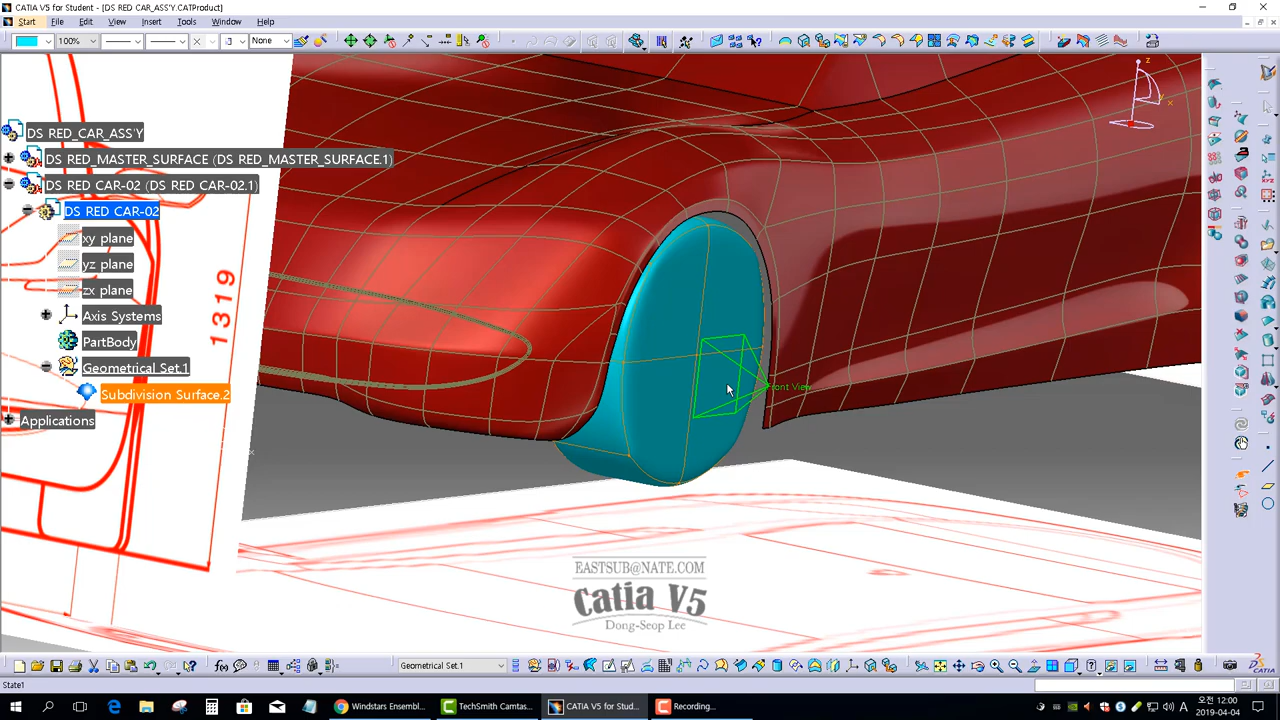 CATIA V5 for Student - [DS RED CAR_ASS'Y.CATProduct]
Start File Edit View Insert Tools Window Help
100% 3 None
DS RED_CAR_ASS'Y
DS RED_MASTER_SURFACE (DS RED_MASTER_SURFACE.1)
DS RED CAR-02 (DS RED CAR-02.1)
DS RED CAR-02
xy plane
yz plane
zx plane
Axis Systems
PartBody
Geometrical Set.1
Subdivision Surface.2
Applications
1319
z
x
Front View
EASTSUB@NATE.COM
Catia V5
Dong-Seop Lee
Geometrical Set.1
State1
CATIA
Windstars Ensembl...
TechSmith Camtas...
CATIA V5 for Stud...
Recording...
A
오전 12:00
2019-04-04